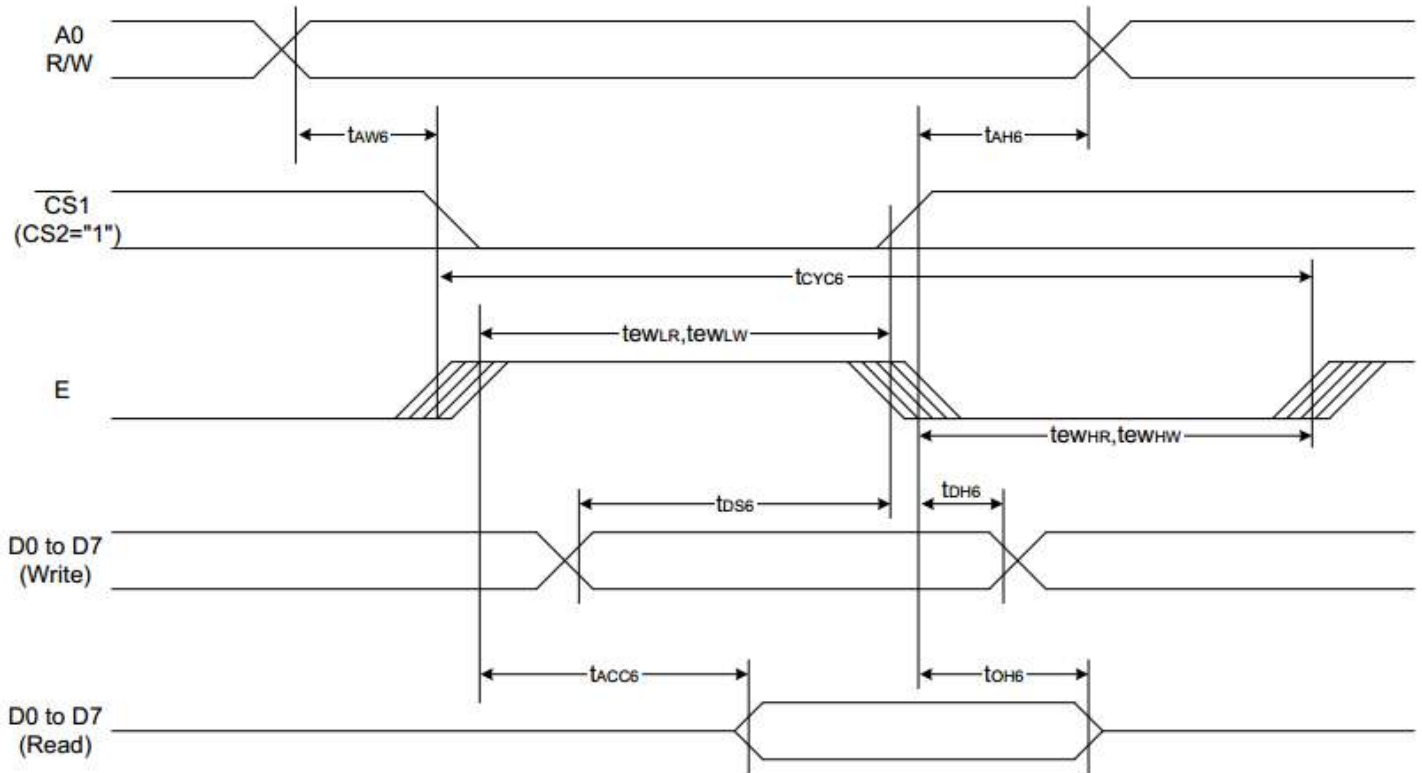 A0
R/W
tAW6
tAH6
CS1
(CS2="1")
tCYC6
tewLR,tewLW
E
tewHR,tewHW
tDS6
tDH6
D0 to D7
(Write)
tACC6
tOH6
D0 to D7
(Read)